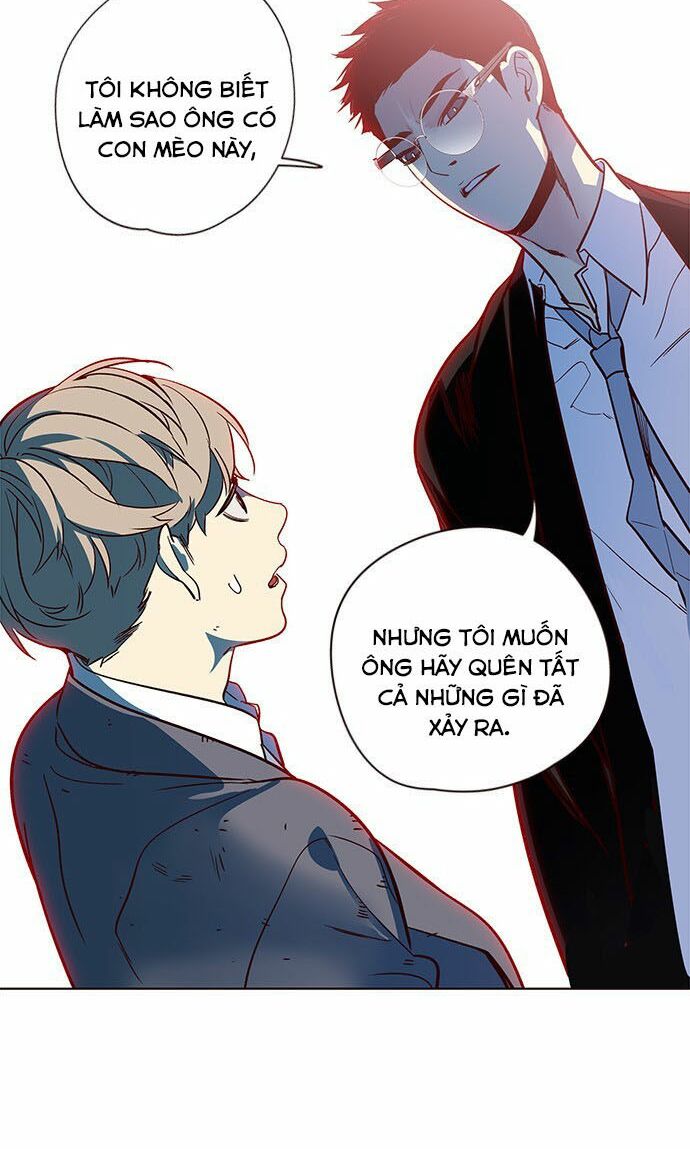 TÔI KHÔNG BIẾT
LÀM SAO ÔNG CÓ
CON MÈO NÀY,
NHƯNG TÔI MUỐN
ÔNG HÃY QUÊN TẤT
CẢ NHỮNG GÌ ĐÃ
XẢY RA.